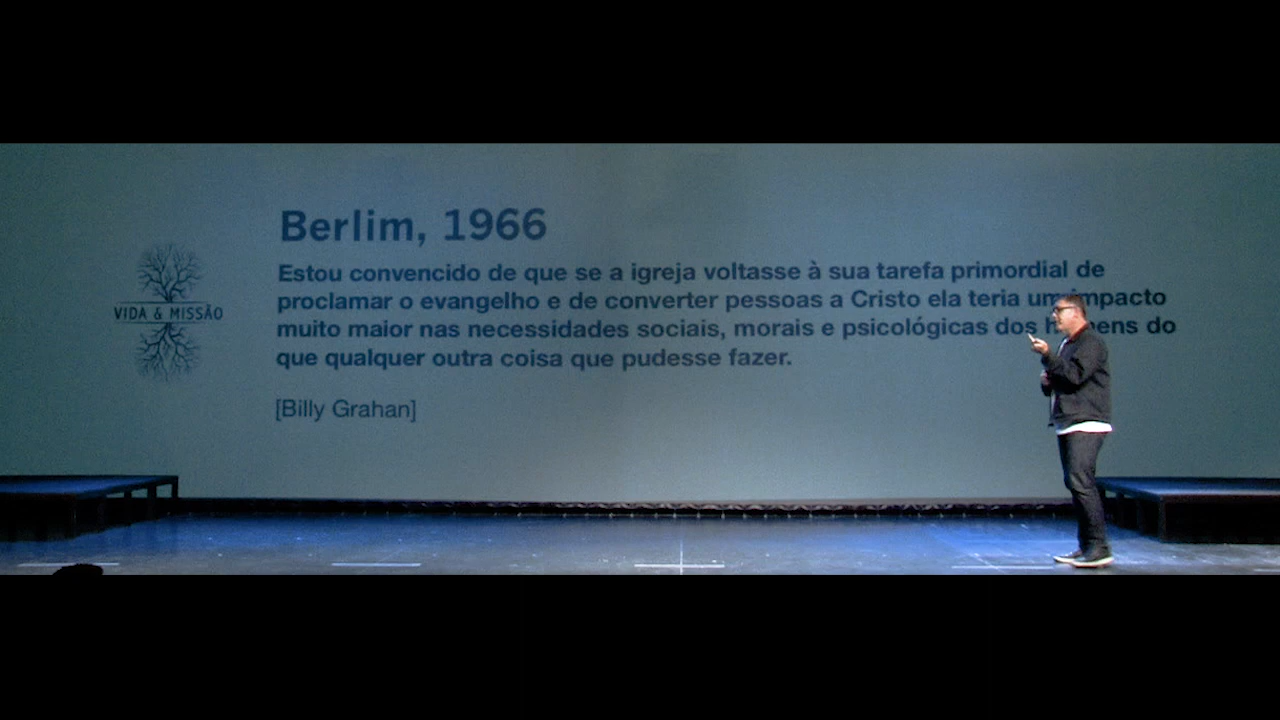 Berlim, 1966
Estou convencido de que se a igreja voltasse à sua tarefa primordial de
proclamar o evangelho e de converter pessoas a Cristo ela teria um impacto
muito maior nas necessidades sociais, morais e psicológicas dos homens do
que qualquer outra coisa que pudesse fazer.
[Billy Grahan]
VIDA & MISSÃO